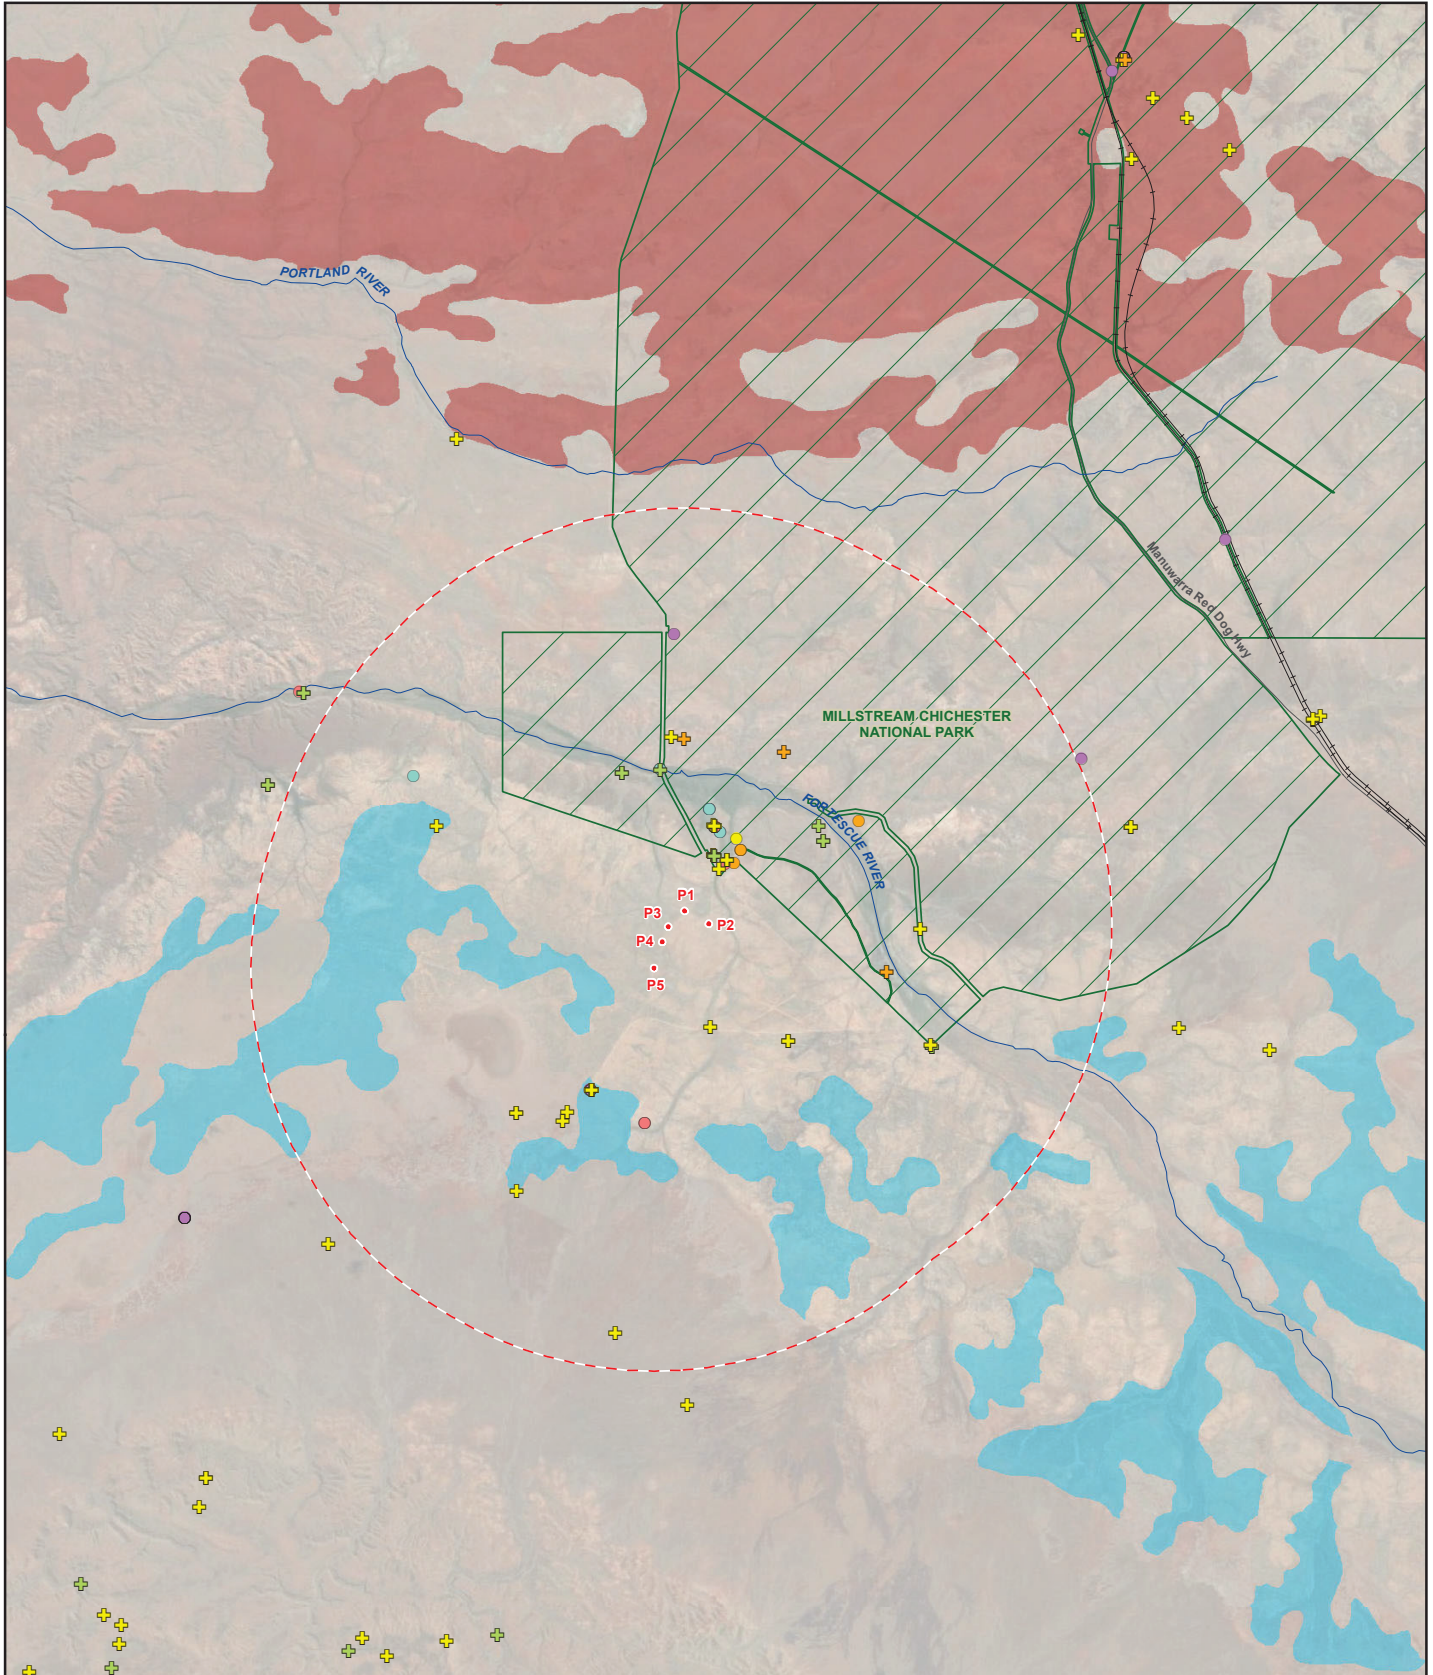 PORTLAND RIVER
Manuwarra Red Dog Hwy
MILLSTREAM CHICHESTER
NATIONAL PARK
FORTESCUE RIVER
P1
P3
P2
P4
P5